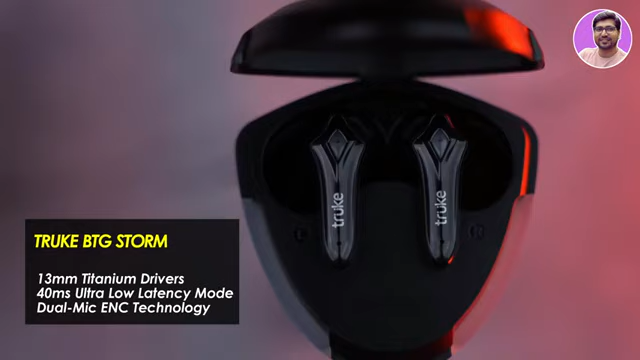 truke
truke
TRUKE BTG STORM
13mm Titanium Drivers
40ms Ultra Low Latency Mode
Dual-Mic ENC Technology